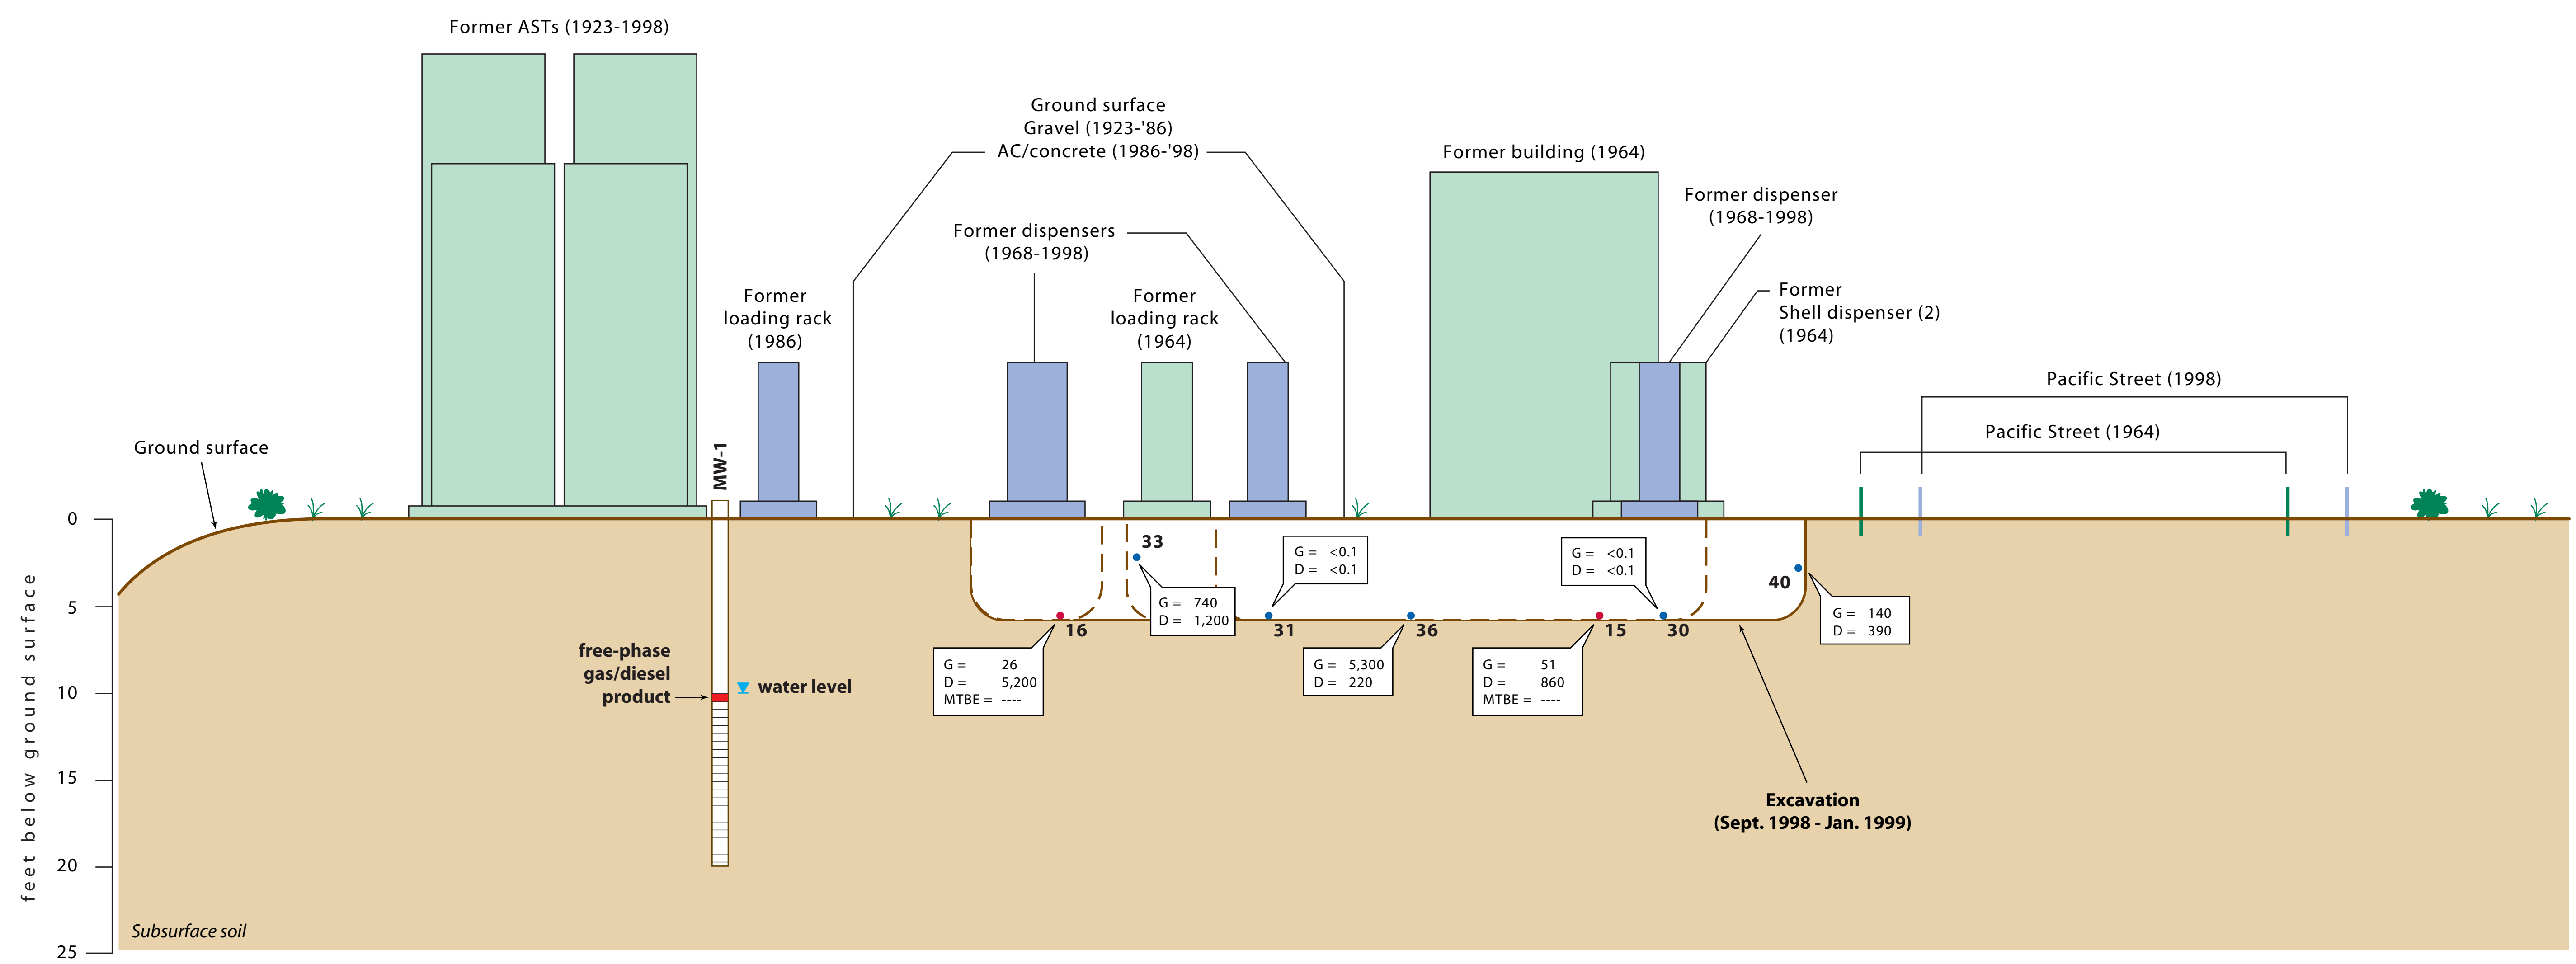 Former ASTs (1923-1998)
Ground surface
Gravel (1923-'86)
AC/concrete (1986-'98)
Former building (1964)
Former dispenser
(1968-1998)
Former dispensers
(1968-1998)
Former
loading rack
(1986)
Former
loading rack
(1964)
Former
Shell dispenser (2)
(1964)
Pacific Street (1998)
Pacific Street (1964)
Ground surface
MW-1
feet below ground surface
0
5
10
15
20
25
33
G = 740
D = 1,200
G = <0.1
D = <0.1
G = <0.1
D = <0.1
40
G = 140
D = 390
16
31
36
15
30
G = 26
D = 5,200
MTBE = ----
G = 5,300
D = 220
G = 51
D = 860
MTBE = ----
free-phase
gas/diesel
product
water level
Excavation
(Sept. 1998 - Jan. 1999)
Subsurface soil